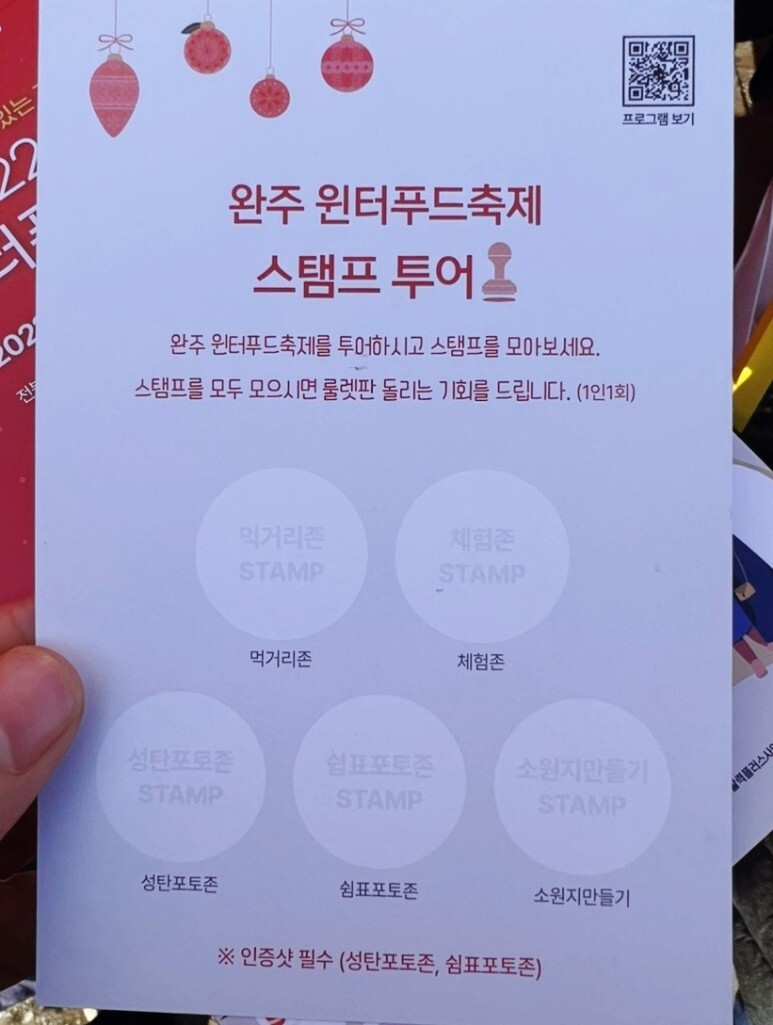 있는
22
202
전통
프로그램 보기
완주 윈터푸드축제
스탬프 투어
완주 윈터푸드축제를 투어하시고 스탬프를 모아보세요.
스탬프를 모두 모으시면 룰렛판 돌리는 기회를 드립니다. (1인1회)
먹거리존
STAMP
체험존
STAMP
먹거리존
체험존
성탄포토존
STAMP
쉼표포토존
STAMP
소원지만들기
STAMP
성탄포토존
쉼표포토존
소원지만들기
※ 인증샷 필수 (성탄포토존, 쉼표포토존)